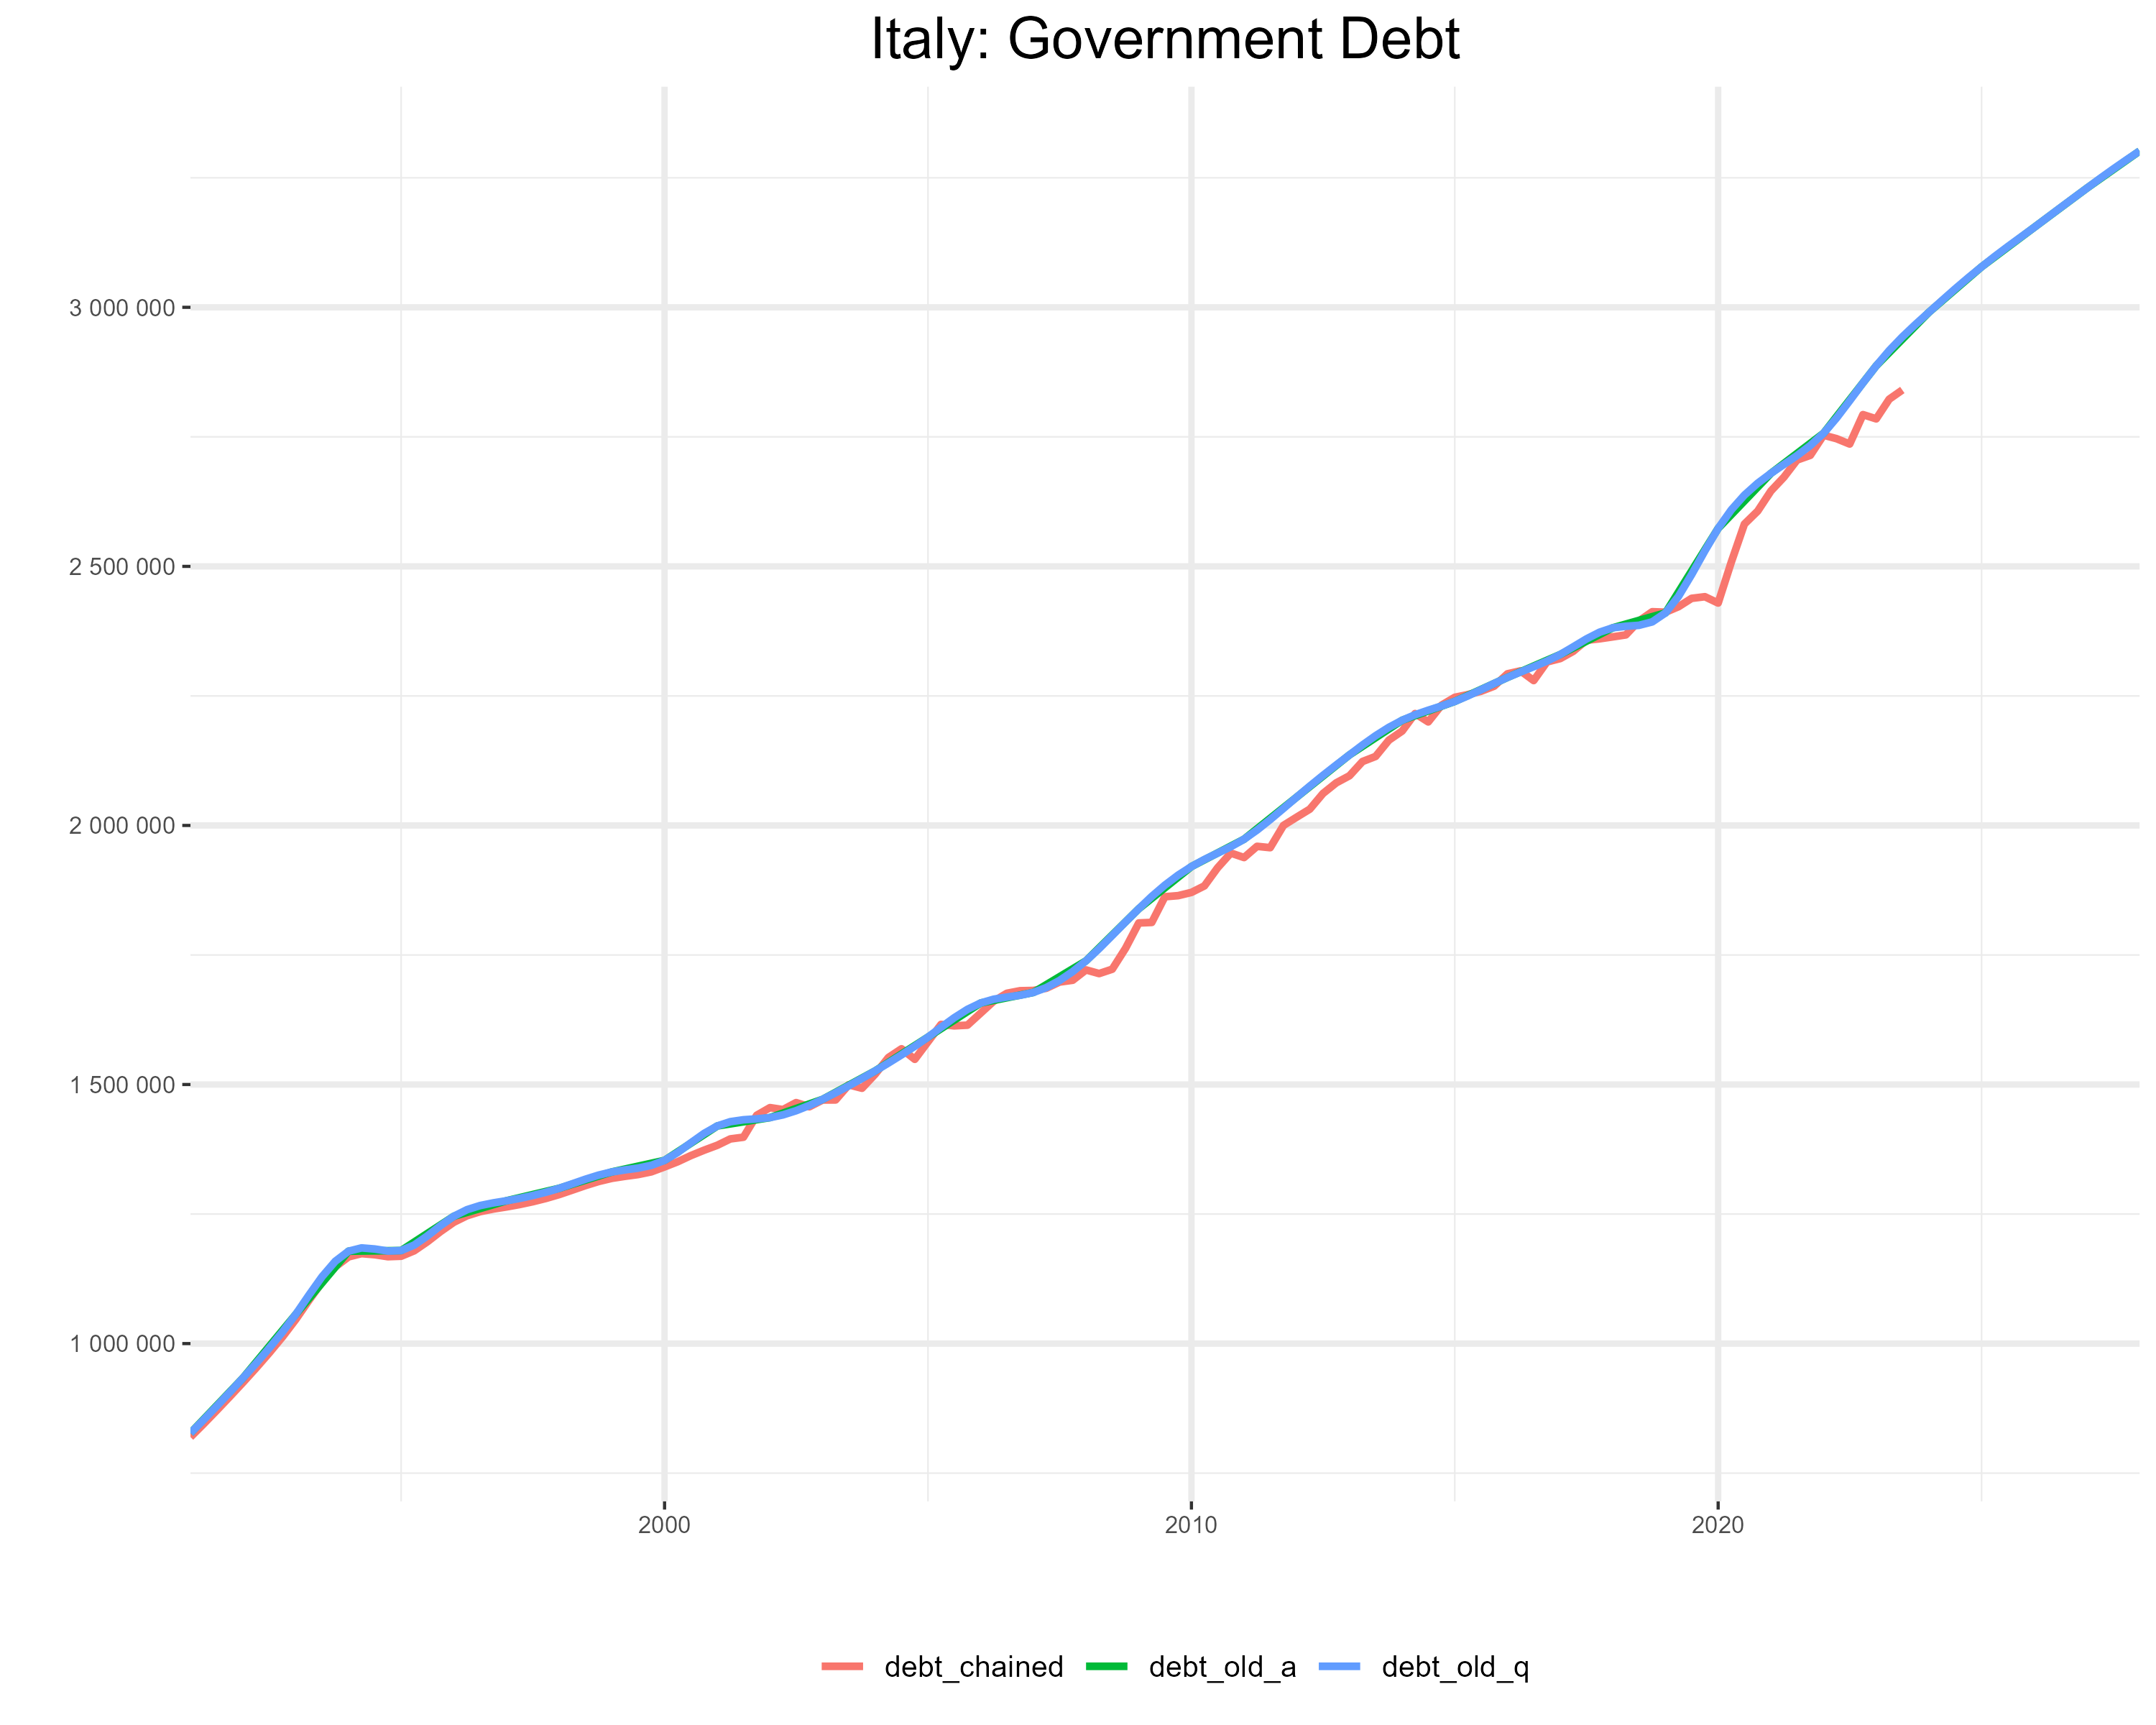 Italy: Government Debt
3 000 000
2 500 000
2 000 000
1 500 000
1 000 000
2000 2010 2020
debt_chained debt_old_a debt_old_q